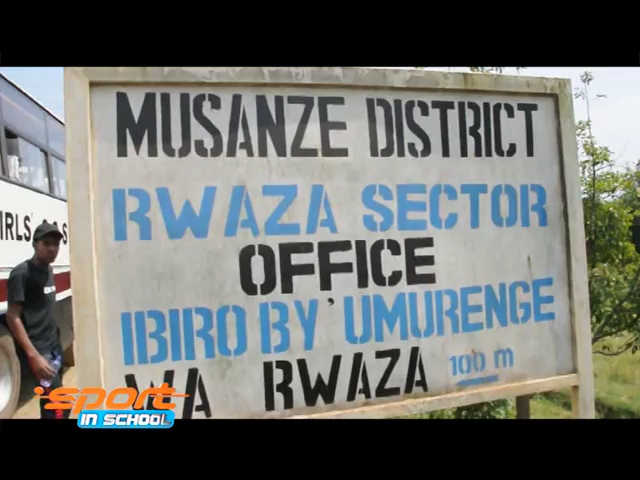 MUSANZE DISTRICT
RWAZA SECTOR
OFFICE
IBIRO BY'UMURENGE
WA RWAZA 100 m
sport
IN SCHOOL